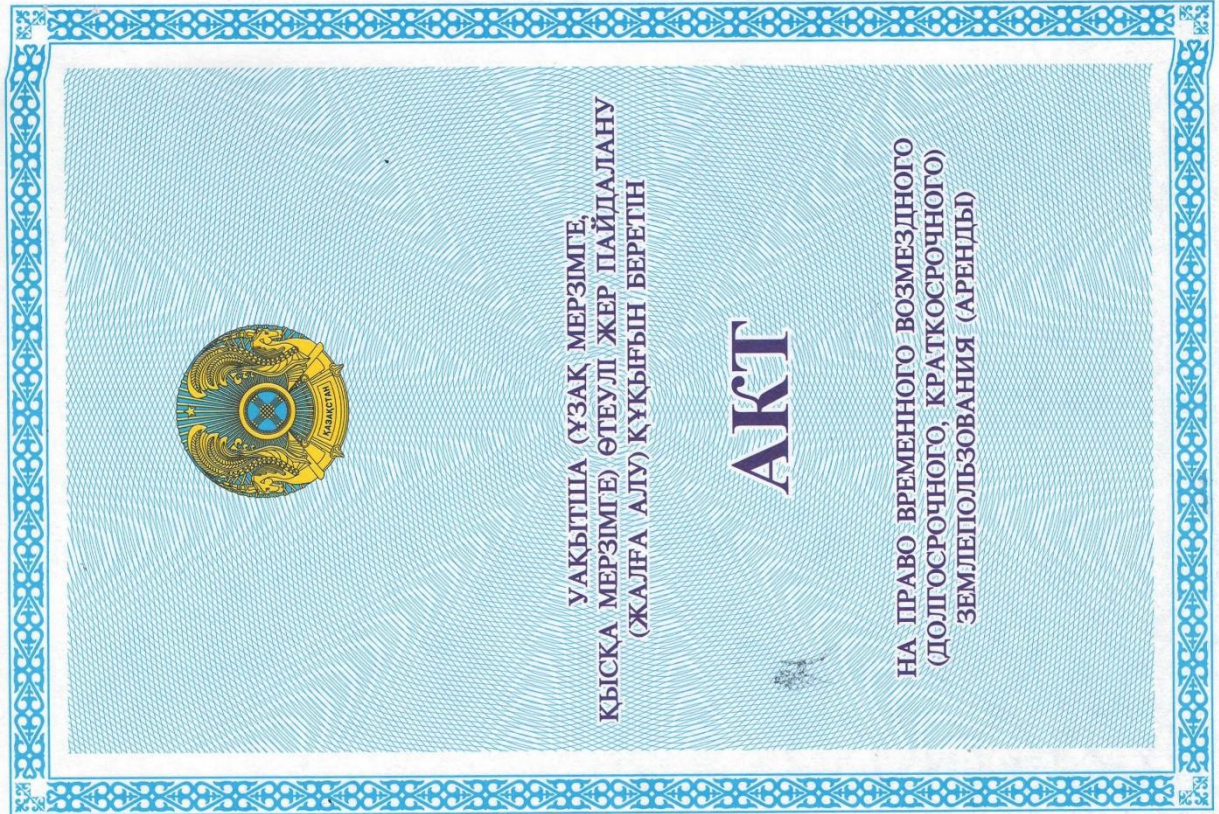 ҚАЗАҚСТАН
УАҚЫТША (ҰЗАҚ МЕРЗІМГЕ,
ҚЫСҚА МЕРЗІМГЕ) ӨТЕУЛІ ЖЕР ПАЙДАЛАНУ
(ЖАЛҒА АЛУ) ҚҰҚЫҒЫН БЕРЕТІН
АКТ
НА ПРАВО ВРЕМЕННОГО ВОЗМЕЗДНОГО
(ДОЛГОСРОЧНОГО, КРАТКОСРОЧНОГО)
ЗЕМЛЕПОЛЬЗОВАНИЯ (АРЕНДЫ)